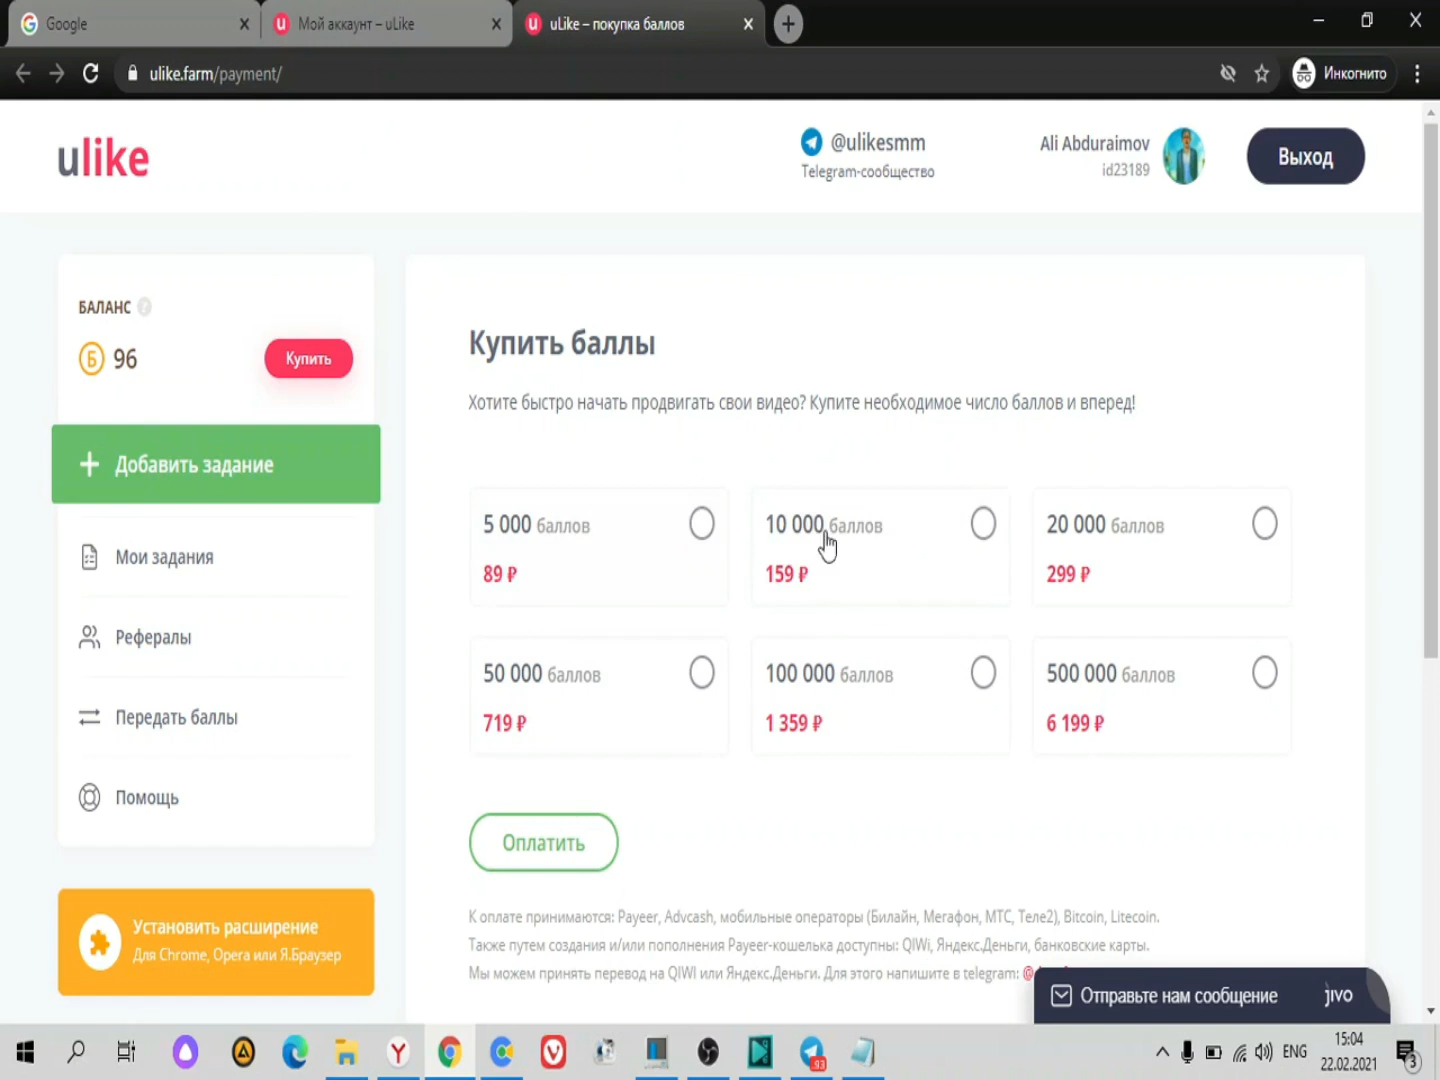 Google
Мой аккаунт – uLike
uLike – покупка баллов
ulike.farm/payment/
Инкогнито
ulike
@ulikesmm
Telegram-сообщество
Ali Abduraimov
id23189
Выход
БАЛАНС
Б 96
Купить
Добавить задание
Мои задания
Рефералы
Передать баллы
Помощь
Установить расширение
Для Chrome, Opera или Я.Браузер
Купить баллы
Хотите быстро начать продвигать свои видео? Купите необходимое число баллов и вперед!
5 000 баллов
89 ₽
10 000 баллов
159 ₽
20 000 баллов
299 ₽
50 000 баллов
719 ₽
100 000 баллов
1 359 ₽
500 000 баллов
6 199 ₽
Оплатить
К оплате принимаются: Payeer, Advcash, мобильные операторы (Билайн, Мегафон, МТС, Теле2), Bitcoin, Litecoin.
Также путем создания и/или пополнения Payeer-кошелька доступны: QIWi, Яндекс.Деньги, банковские карты.
Мы можем принять перевод на QIWI или Яндекс.Деньги. Для этого напишите в telegram: @
Отправьте нам сообщение
jivo
93
ENG
15:04
22.02.2021
3